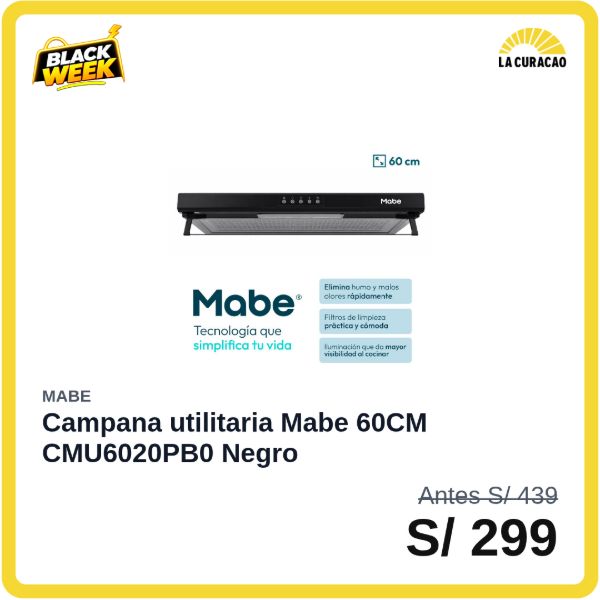 BLACK
WEEK
LA CURACAO
60 cm
Mabe
Mabe®
Tecnología que
simplifica tu vida
Elimina humo y malos
olores rápidamente
Filtros de limpieza
práctica y cómoda
Iluminación que da mayor
visibilidad al cocinar
MABE
Campana utilitaria Mabe 60CM
CMU6020PB0 Negro
Antes S/ 439
S/ 299